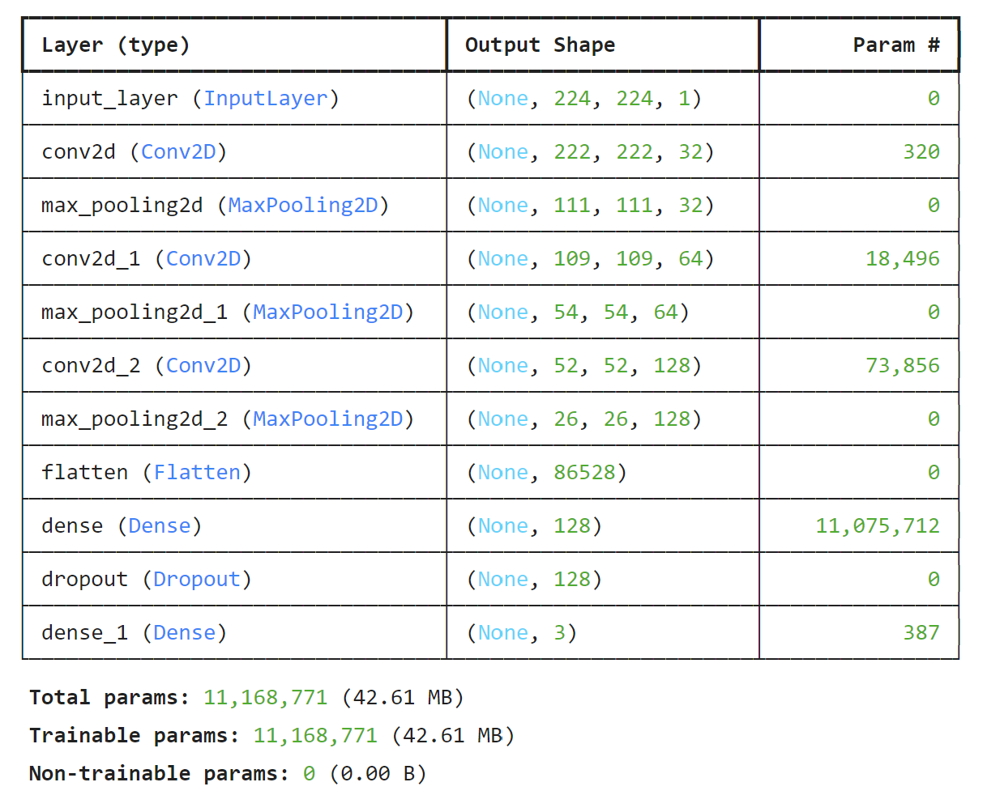 Layer (type) Output Shape Param #
input_layer (InputLayer) (None, 224, 224, 1) 0
conv2d (Conv2D) (None, 222, 222, 32) 320
max_pooling2d (MaxPooling2D) (None, 111, 111, 32) 0
conv2d_1 (Conv2D) (None, 109, 109, 64) 18,496
max_pooling2d_1 (MaxPooling2D) (None, 54, 54, 64) 0
conv2d_2 (Conv2D) (None, 52, 52, 128) 73,856
max_pooling2d_2 (MaxPooling2D) (None, 26, 26, 128) 0
flatten (Flatten) (None, 86528) 0
dense (Dense) (None, 128) 11,075,712
dropout (Dropout) (None, 128) 0
dense_1 (Dense) (None, 3) 387
Total params: 11,168,771 (42.61 MB)
Trainable params: 11,168,771 (42.61 MB)
Non-trainable params: 0 (0.00 B)